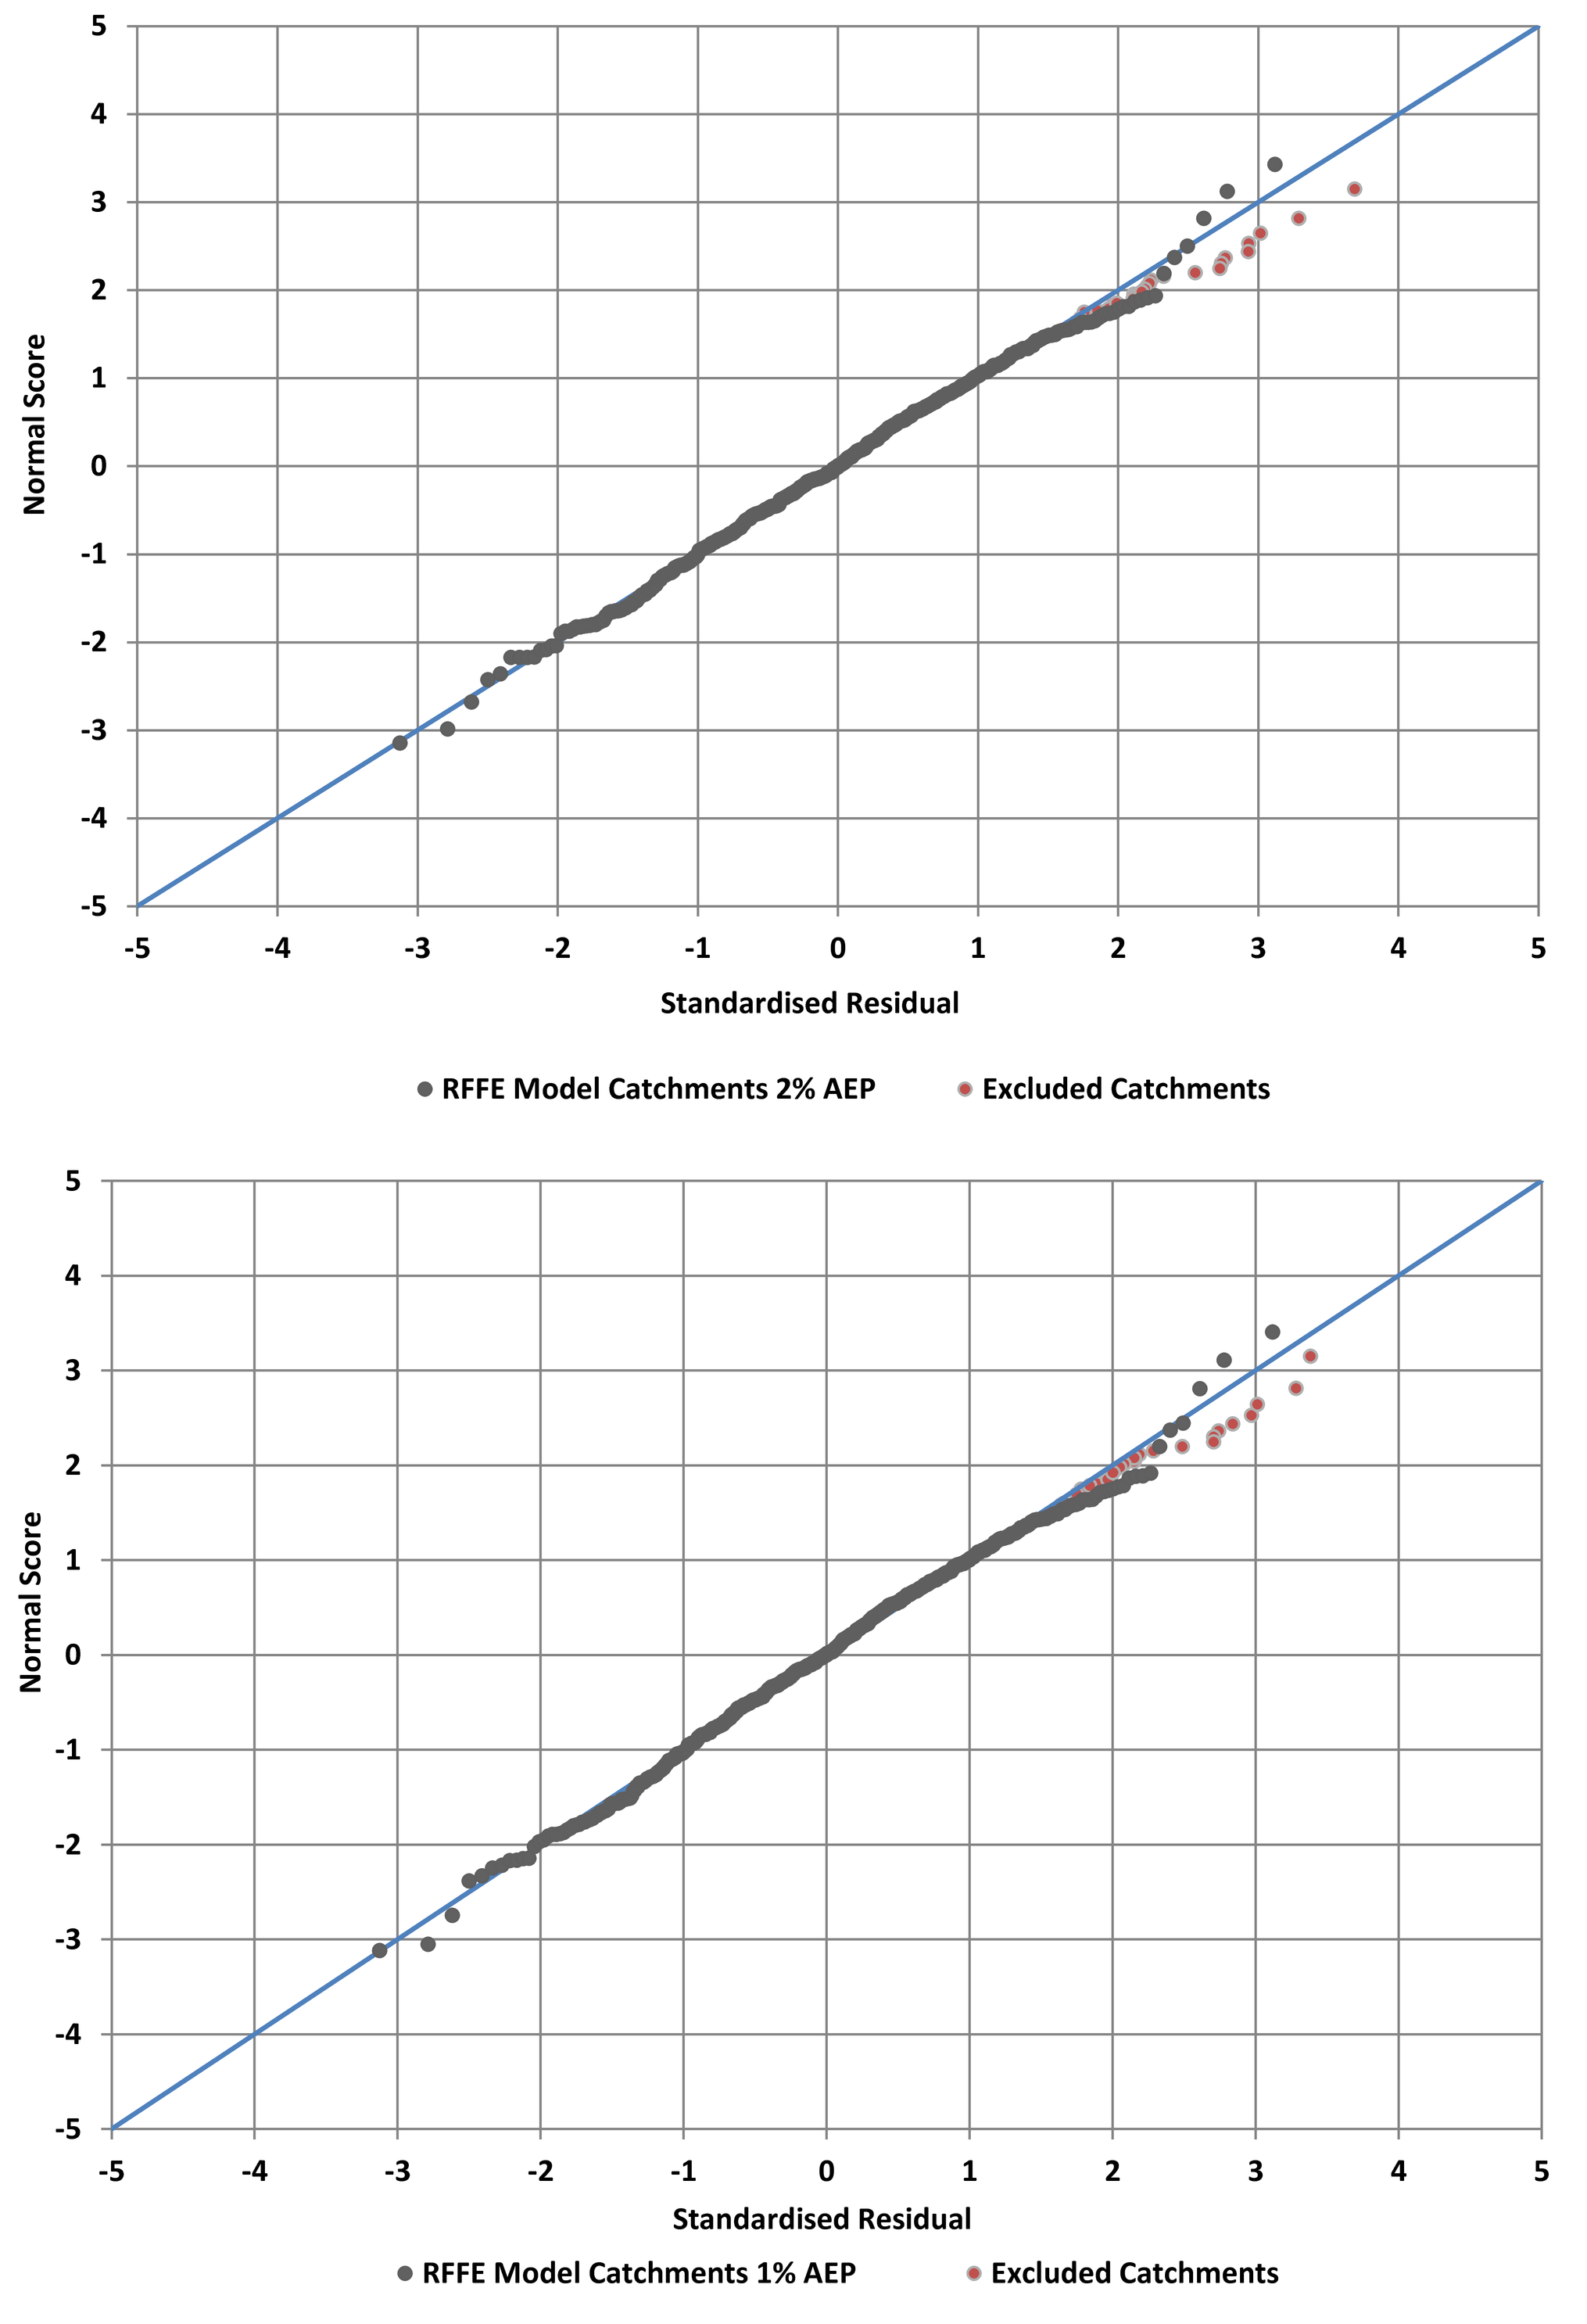 5
4
3
2
1
0
-1
-2
-3
-4
-5
Normal Score
-5 -4 -3 -2 -1 0 1 2 3 4 5
Standardised Residual
RFFE Model Catchments 2% AEP Excluded Catchments
5
4
3
2
1
0
-1
-2
-3
-4
-5
Normal Score
-5 -4 -3 -2 -1 0 1 2 3 4 5
Standardised Residual
RFFE Model Catchments 1% AEP Excluded Catchments